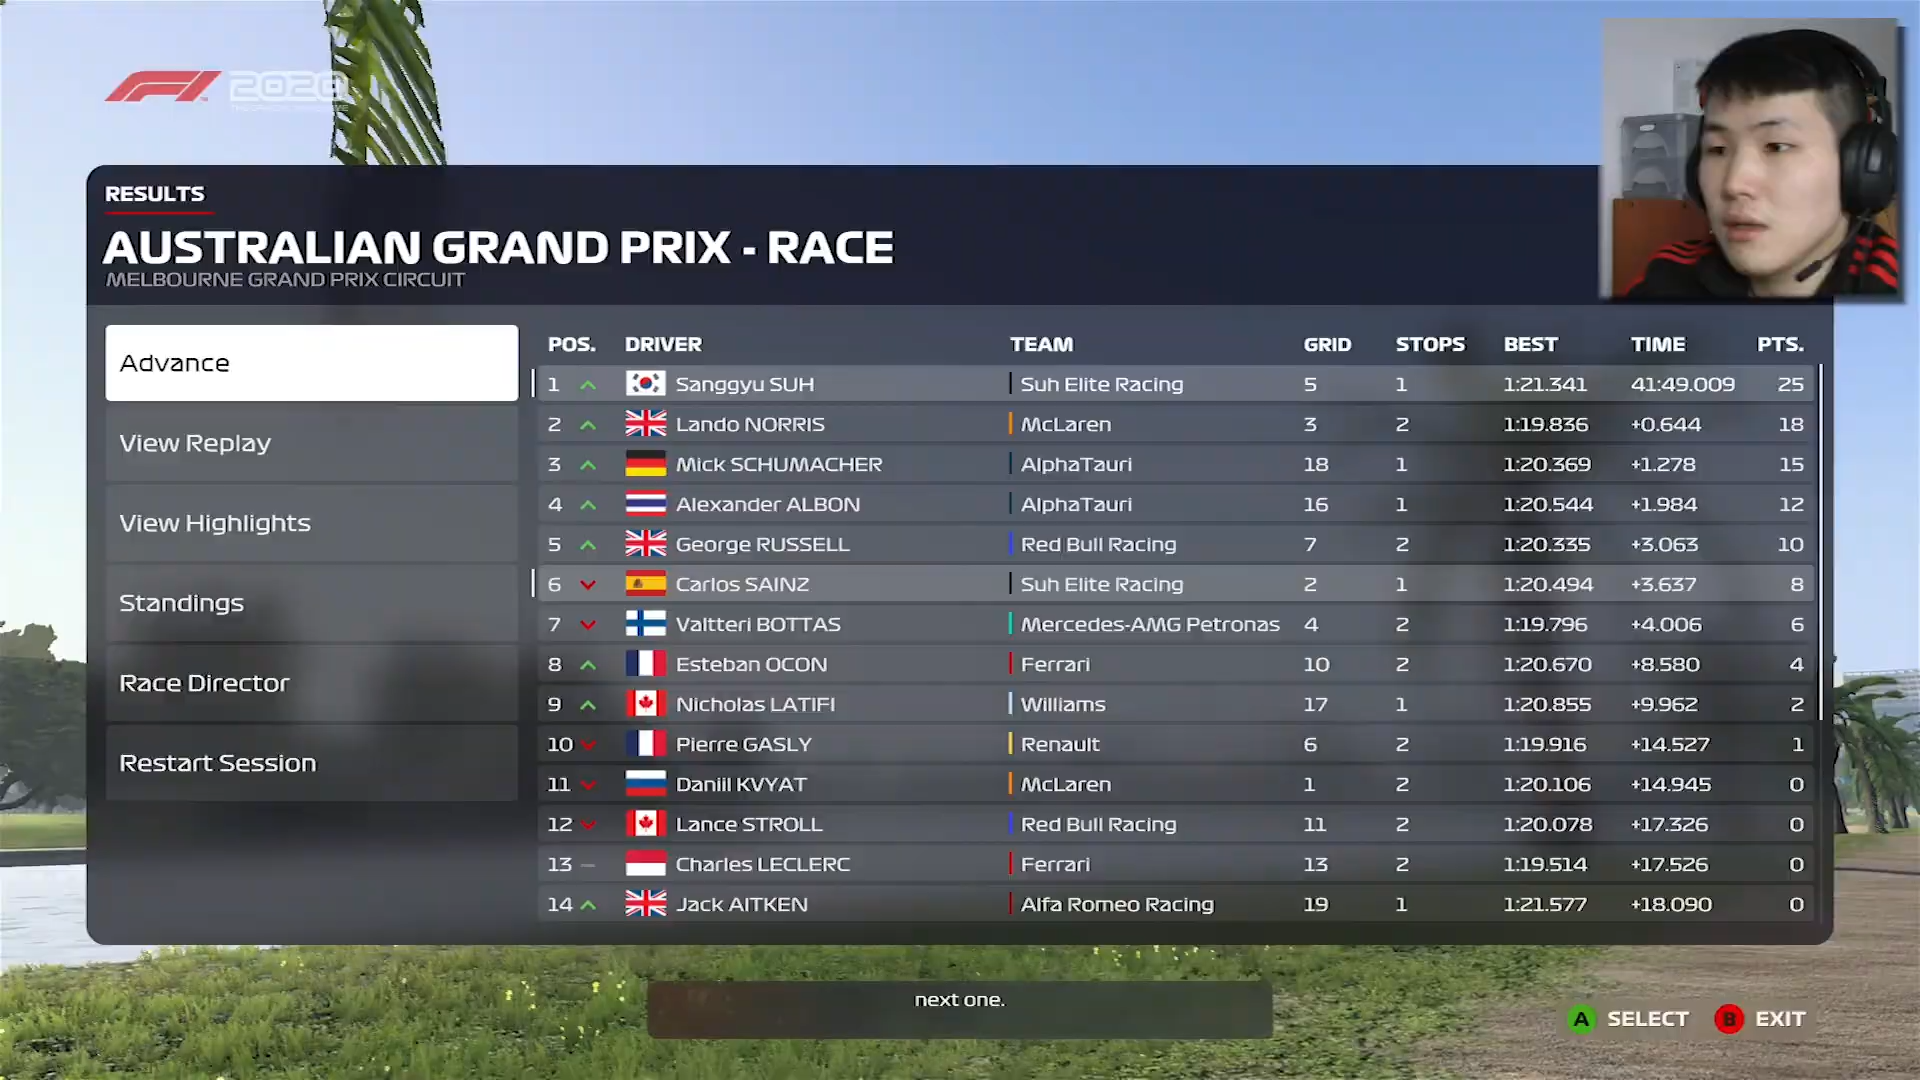 F1 2020
RESULTS
AUSTRALIAN GRAND PRIX - RACE
MELBOURNE GRAND PRIX CIRCUIT
Advance
View Replay
View Highlights
Standings
Race Director
Restart Session
POS. DRIVER TEAM GRID STOPS BEST TIME PTS.
1 Sanggyu SUH Suh Elite Racing 5 1 1:21.341 41:49.009 25
2 Lando NORRIS McLaren 3 2 1:19.836 +0.644 18
3 Mick SCHUMACHER AlphaTauri 18 1 1:20.369 +1.278 15
4 Alexander ALBON AlphaTauri 16 1 1:20.544 +1.984 12
5 George RUSSELL Red Bull Racing 7 2 1:20.335 +3.063 10
6 Carlos SAINZ Suh Elite Racing 2 1 1:20.494 +3.637 8
7 Valtteri BOTTAS Mercedes-AMG Petronas 4 2 1:19.796 +4.006 6
8 Esteban OCON Ferrari 10 2 1:20.670 +8.580 4
9 Nicholas LATIFI Williams 17 1 1:20.855 +9.962 2
10 Pierre GASLY Renault 6 2 1:19.916 +14.527 1
11 Daniil KVYAT McLaren 1 2 1:20.106 +14.945 0
12 Lance STROLL Red Bull Racing 11 2 1:20.078 +17.326 0
13 Charles LECLERC Ferrari 13 2 1:19.514 +17.526 0
14 Jack AITKEN Alfa Romeo Racing 19 1 1:21.577 +18.090 0
next one.
A SELECT B EXIT